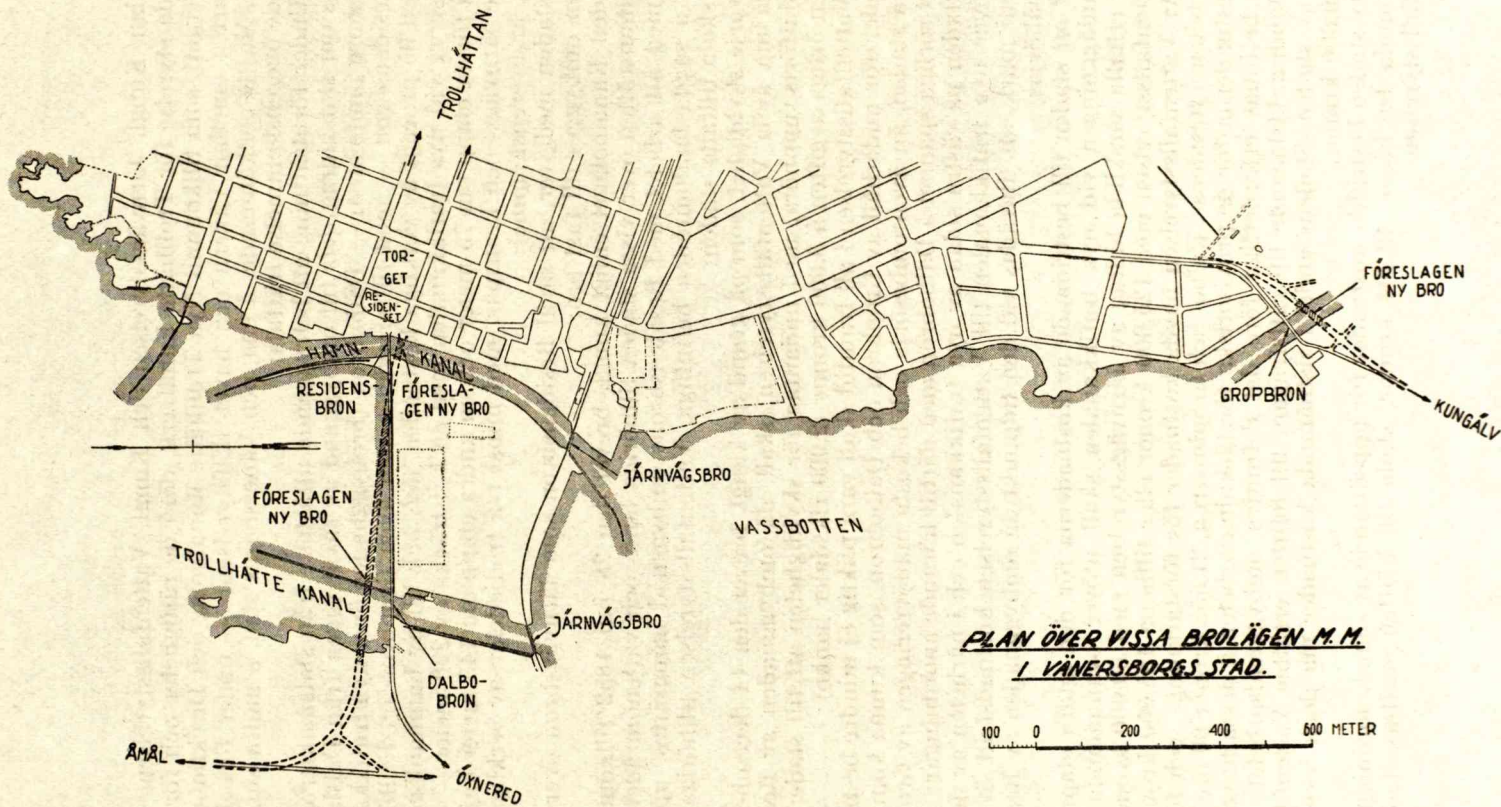 TROLLHÄTTAN
TOR-
GET
RE-
SIDEN-
SET
HAMN-
KANAL
RESIDENS-
BRON
FÖRESLA-
GEN NY BRO
FÖRESLAGEN
NY BRO
GROPBRON
KUNGÄLV
JÄRNVÄGSBRO
VASSBOTTEN
FÖRESLAGEN
NY BRO
TROLLHÄTTE KANAL
JÄRNVÄGSBRO
DALBO-
BRON
ÅMÅL
ÖXNERED
PLAN ÖVER VISSA BROLÄGEN M.M.
I VÄNERSBORGS STAD.
100 0 200 400 600 METER